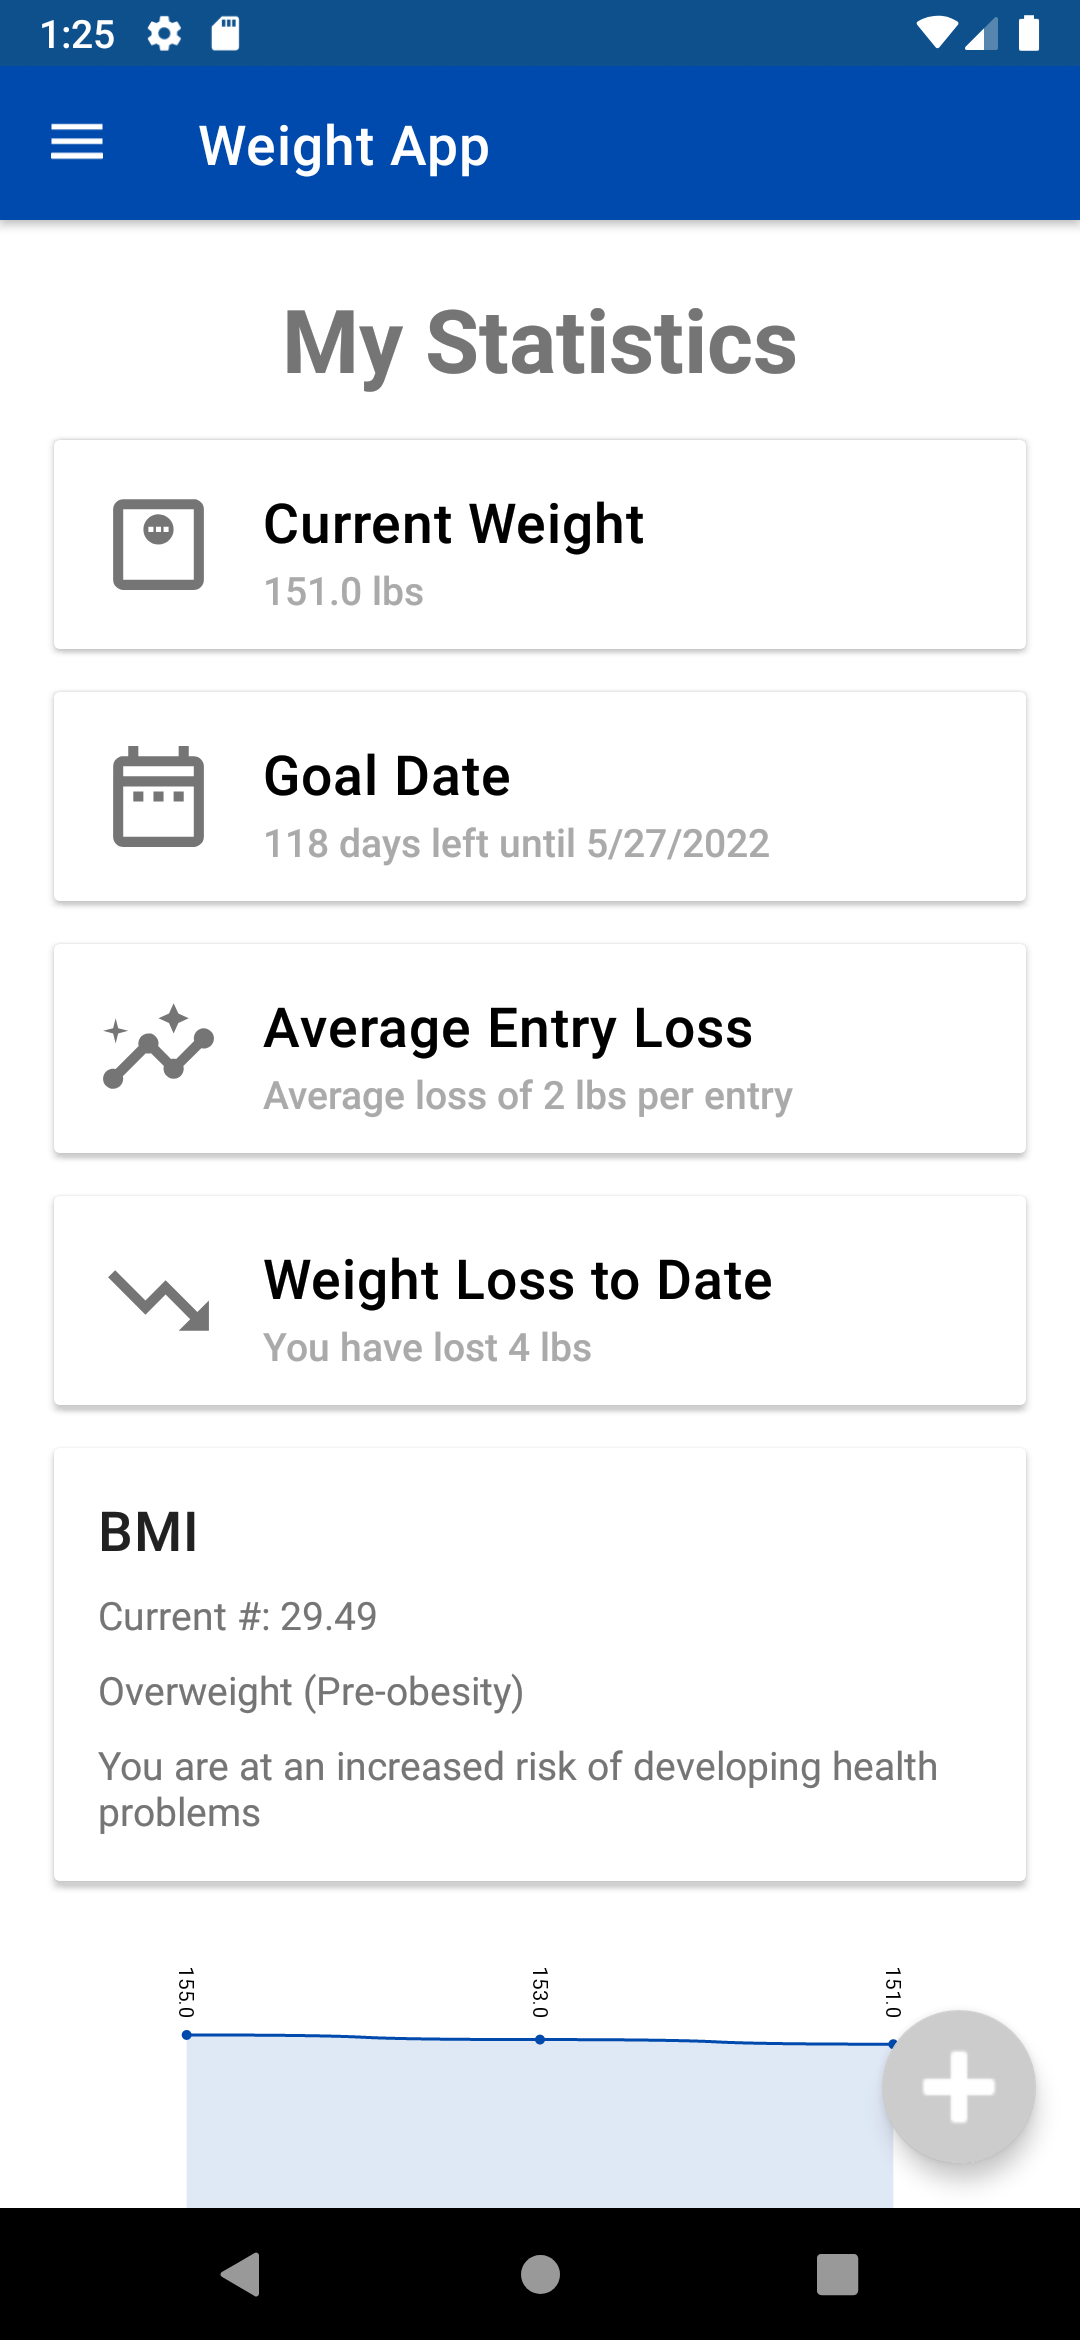 1:25
Weight App
My Statistics
Current Weight
151.0 lbs
Goal Date
118 days left until 5/27/2022
Average Entry Loss
Average loss of 2 lbs per entry
Weight Loss to Date
You have lost 4 lbs
BMI
Current #: 29.49
Overweight (Pre-obesity)
You are at an increased risk of developing health
problems
155.0
153.0
151.0